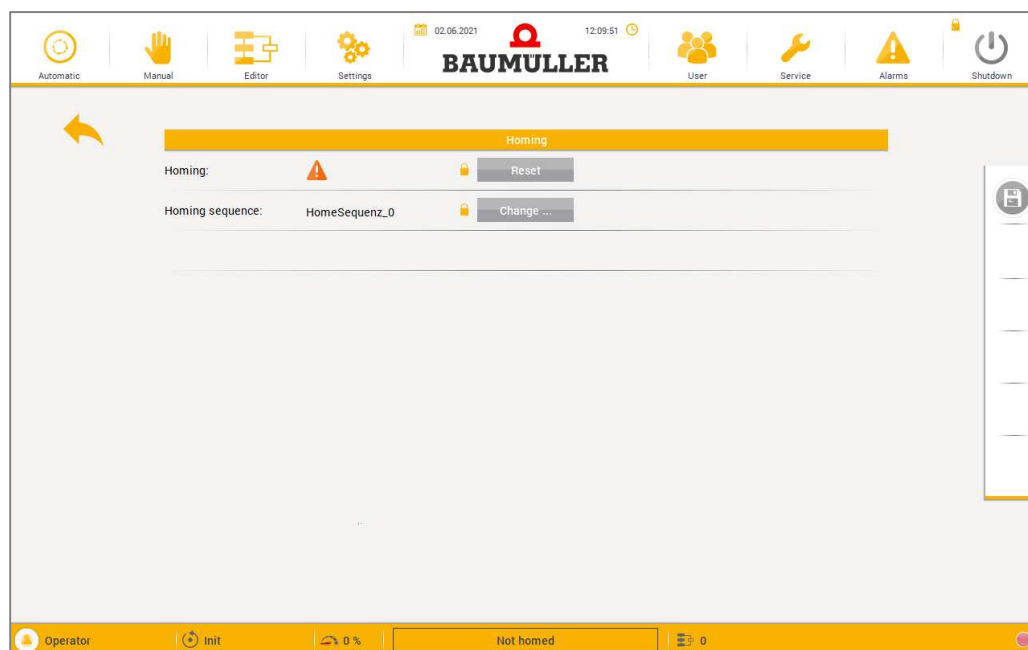 02.06.2021 12:09:51
BAUMULLER
Automatic Manual Editor Settings User Service Alarms Shutdown
Homing
Homing: Reset
Homing sequence: HomeSequenz_0 Change ...
Operator Init 0 % Not homed 0